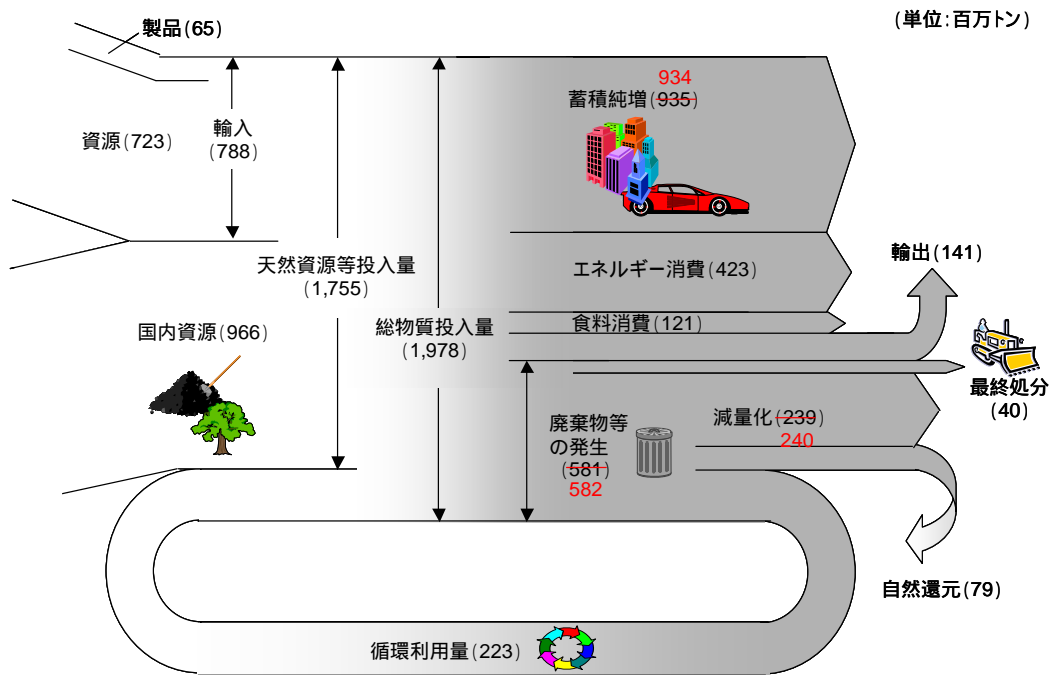 (単位:百万トン)
製品(65)
資源(723)
輸入
(788)
天然資源等投入量
(1,755)
国内資源(966)
総物質投入量
(1,978)
934
蓄積純増(935)
エネルギー消費(423)
食料消費(121)
輸出(141)
最終処分
(40)
廃棄物等
の発生
(581)
582
減量化(239)
240
自然還元(79)
循環利用量(223)